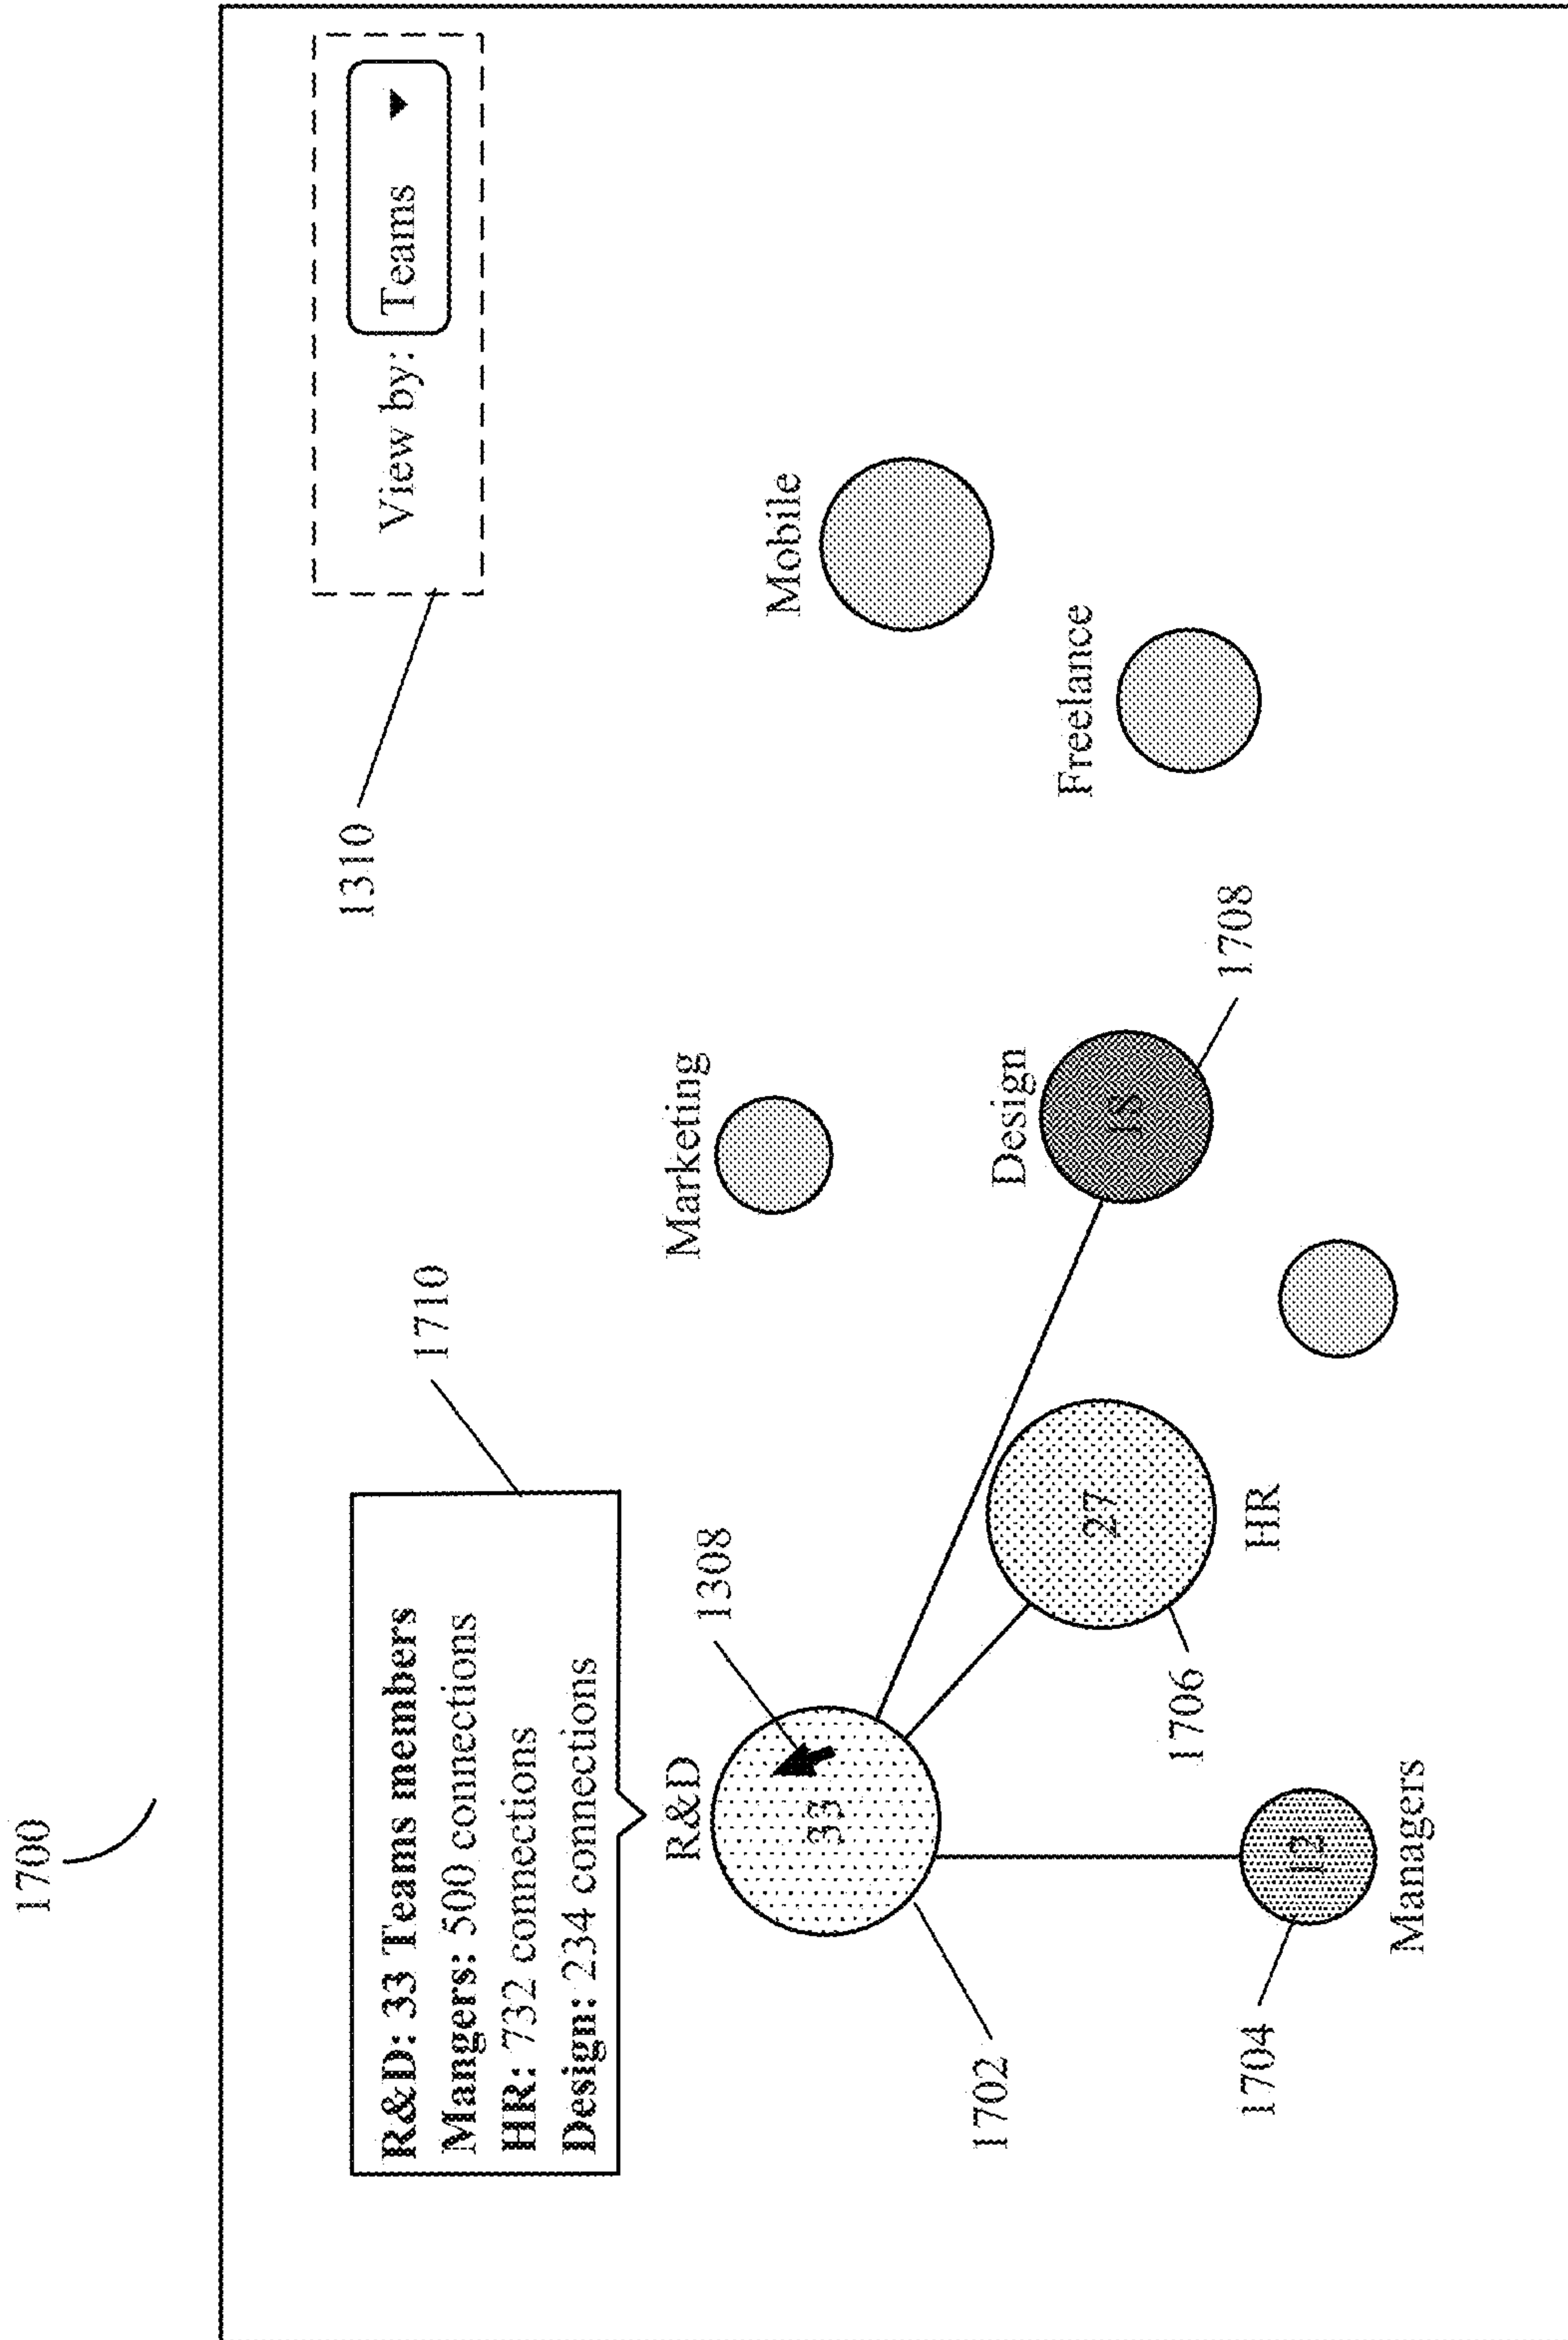 1700
R&D: 33 Teams members
Mangers: 500 connections
HR: 732 connections
Design: 234 connections
1710
1310
View by: Teams
R&D
1308
33
1702
Marketing
Mobile
Design
18
1708
Freelance
27
HR
1706
12
Managers
1704